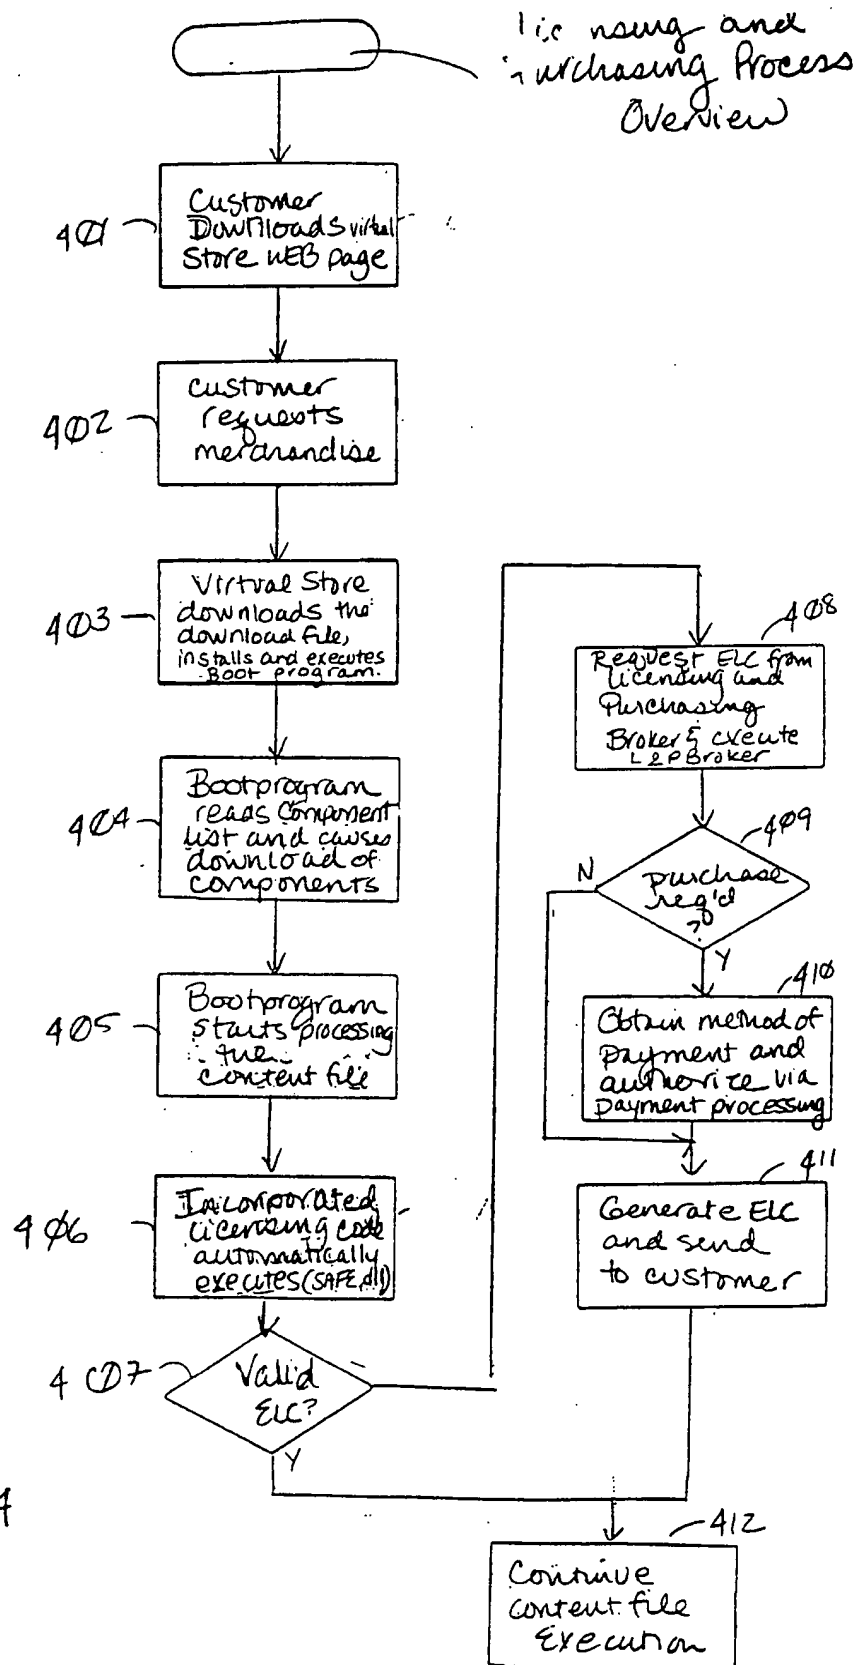 and
Process
Overview
401
Customer
Downloads virtual
Store WEB page
402
customer
requests
merchandise
403
Virtual Store
downloads the
download file,
installs and executes
Boot program.
404
Bootprogram
reads component
list and causes
download of
components
405
Bootprogram
starts processing
the
content file
406
Incorporated
licensing code
automatically
executes (SAFE.dll)
407
Valid
ELC?
Y
408
Request ELC from
licensing and
Purchasing
Broker & execute
L & P Broker
409
N
purchase
req'd
?
Y
410
Obtain method of
payment and
authorize via
payment processing
411
Generate ELC
and send
to customer
412
Continue
content file
Execution